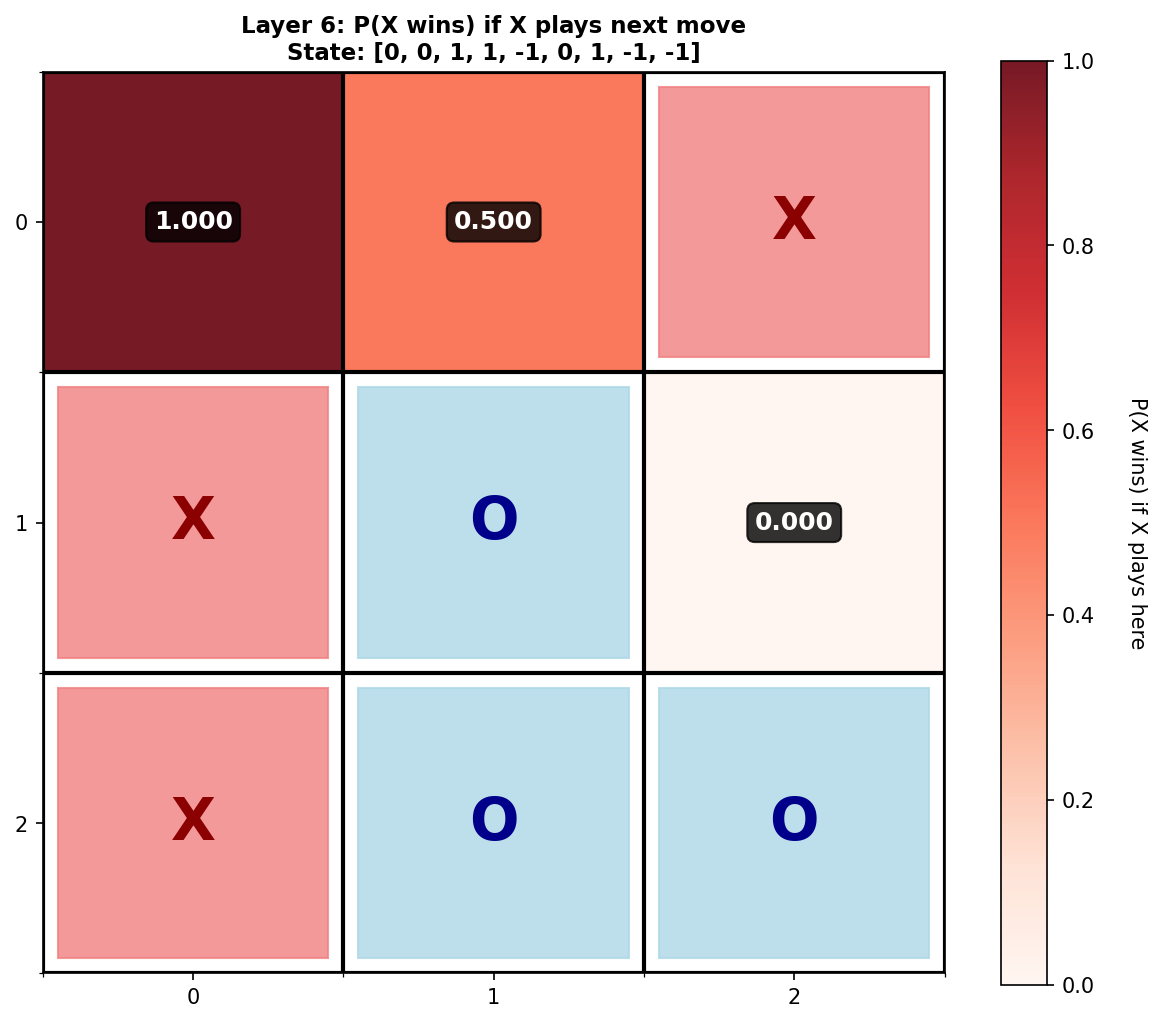 Layer 6: P(X wins) if X plays next move
State: [0, 0, 1, 1, -1, 0, 1, -1, -1]
0
1.000
0.500
X
1
X
O
0.000
2
X
O
O
0
1
2
1.0
0.8
0.6
0.4
0.2
0.0
P(X wins) if X plays here